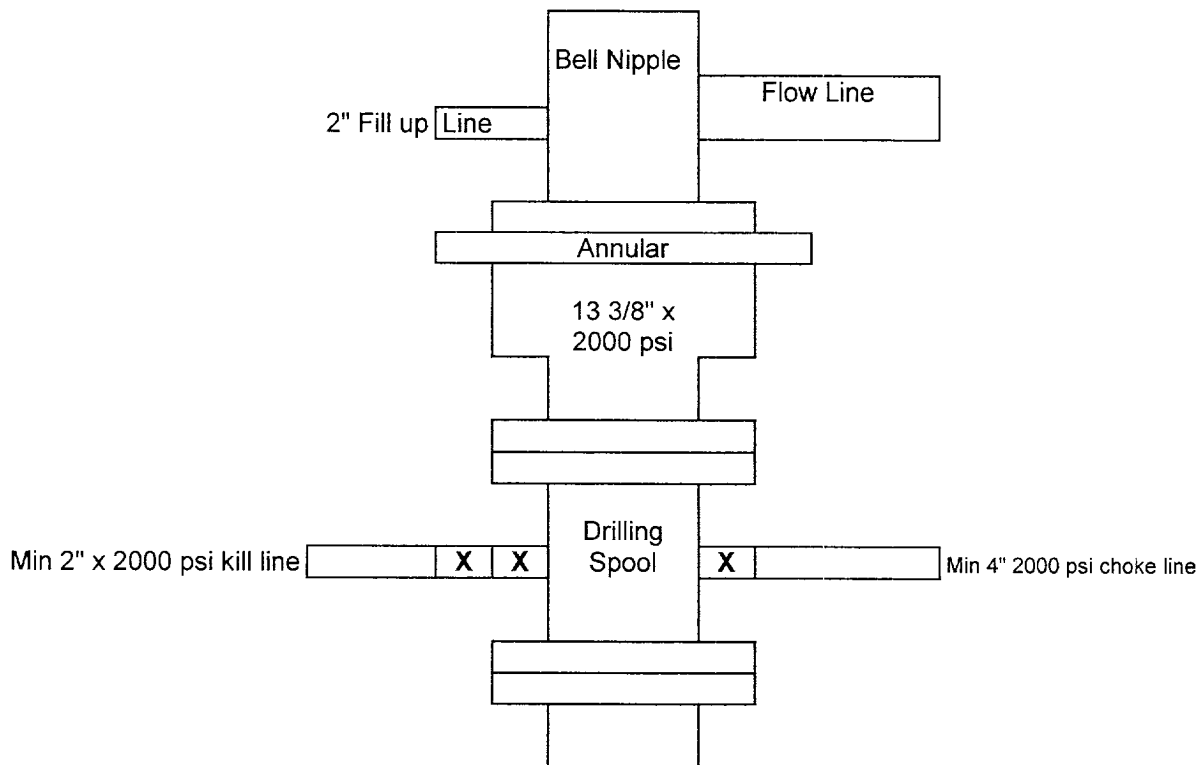 Bell Nipple
Flow Line
2" Fill up Line
Annular
13 3/8" x
2000 psi
Drilling
Spool
Min 2" x 2000 psi kill line
X X
X
Min 4" 2000 psi choke line